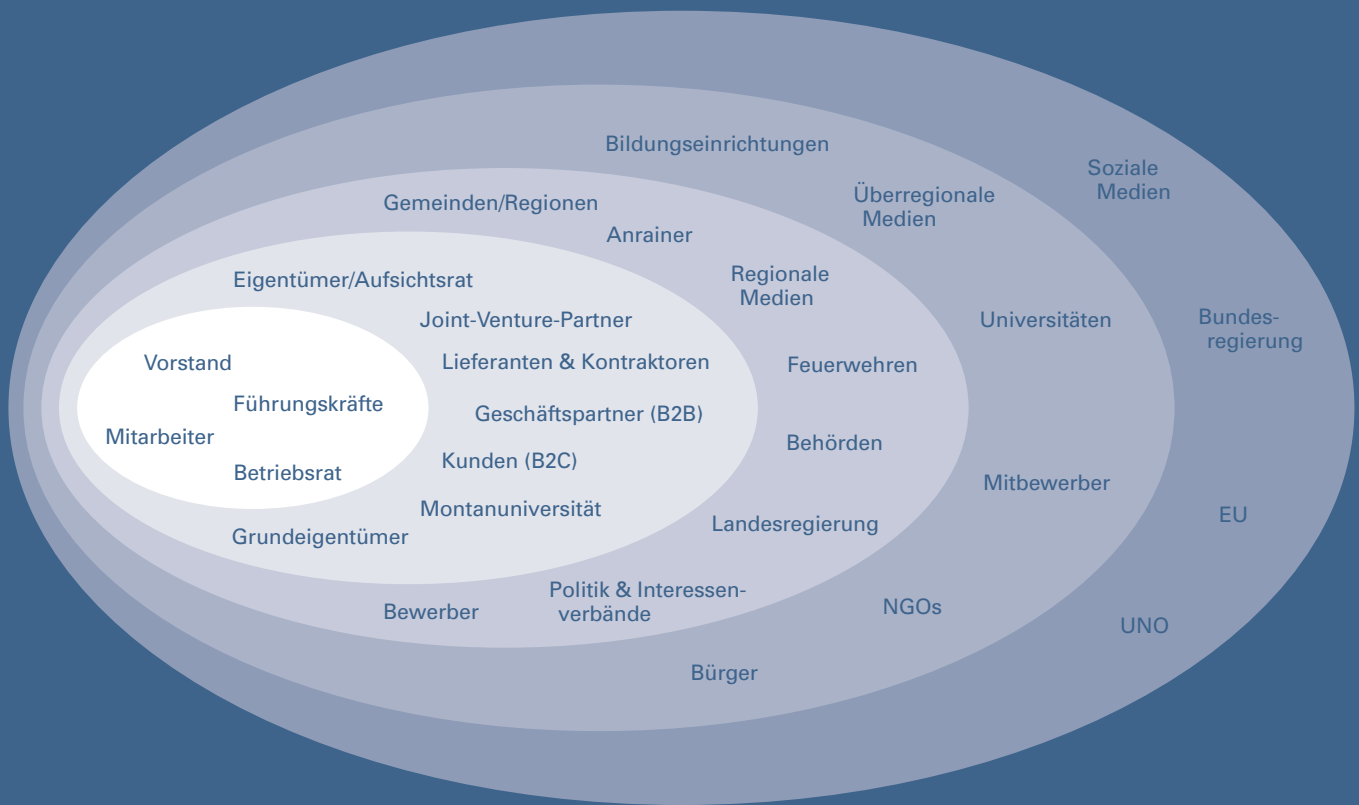 Bildungseinrichtungen
Soziale
Medien
Überregionale
Medien
Gemeinden/Regionen
Anrainer
Regionale
Medien
Eigentümer/Aufsichtsrat
Joint-Venture-Partner
Universitäten
Bundes-
regierung
Vorstand
Lieferanten & Kontraktoren
Feuerwehren
Führungskräfte
Geschäftspartner (B2B)
Mitarbeiter
Behörden
Betriebsrat
Kunden (B2C)
Mitbewerber
Montanuniversität
Landesregierung
EU
Grundeigentümer
Politik & Interessen-
verbände
Bewerber
NGOs
UNO
Bürger